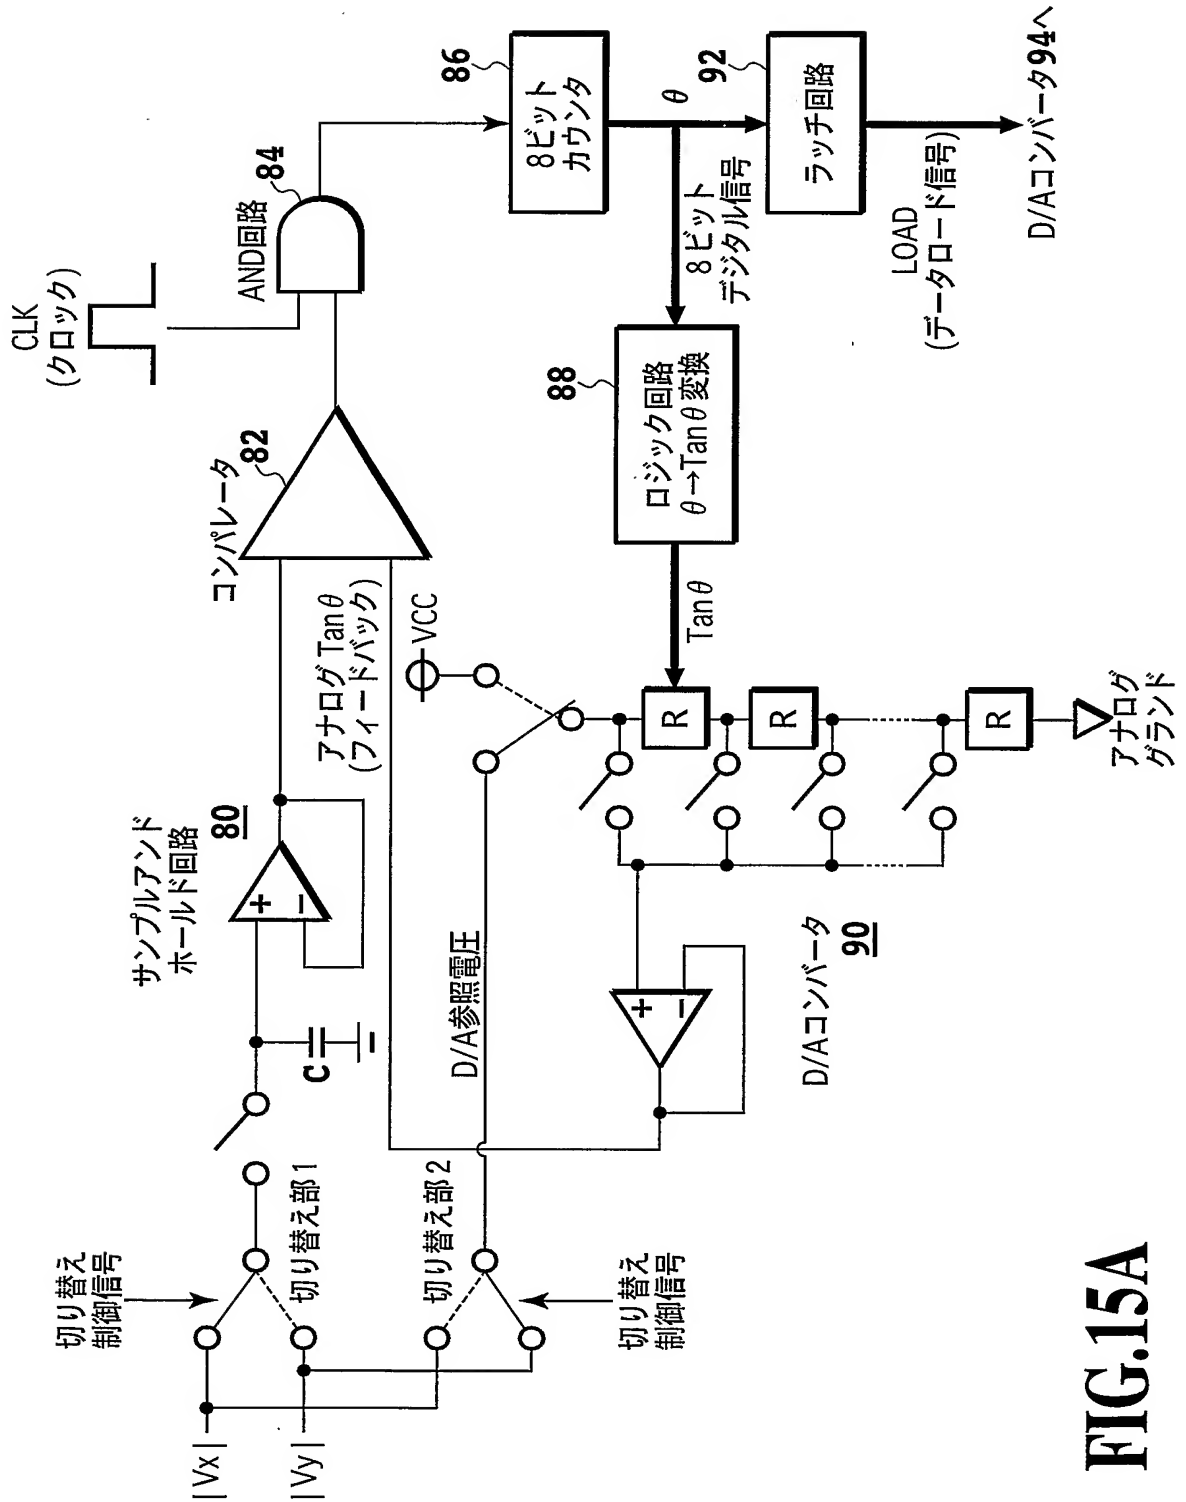 CLK
(クロック)
AND回路
84
コンパレータ
82
サンプルアンド
ホールド回路
80
切り替え
制御信号
|Vx|
|Vy|
切り替え部1
切り替え部2
切り替え
制御信号
C
アナログ Tanθ
(フィードバック)
VCC
D/A参照電圧
86
8ビット
カウンタ
θ
92
ラッチ回路
8ビット
デジタル信号
88
ロジック回路
θ→Tanθ変換
Tanθ
R
R
R
アナログ
グランド
+
−
+
−
D/Aコンバータ
90
LOAD
(データロード信号)
D/Aコンバータ94へ
FIG.15A